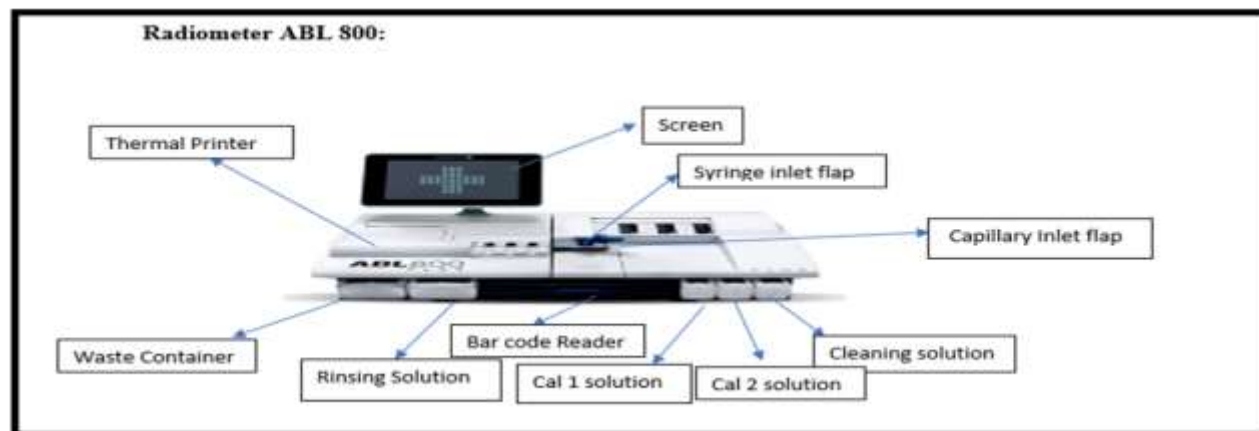 Radiometer ABL 800:
Screen
Thermal Printer
Syringe inlet flap
Capillary Inlet flap
ABL800
Bar code Reader
Waste Container
Cleaning solution
Rinsing Solution
Cal 1 solution
Cal 2 solution